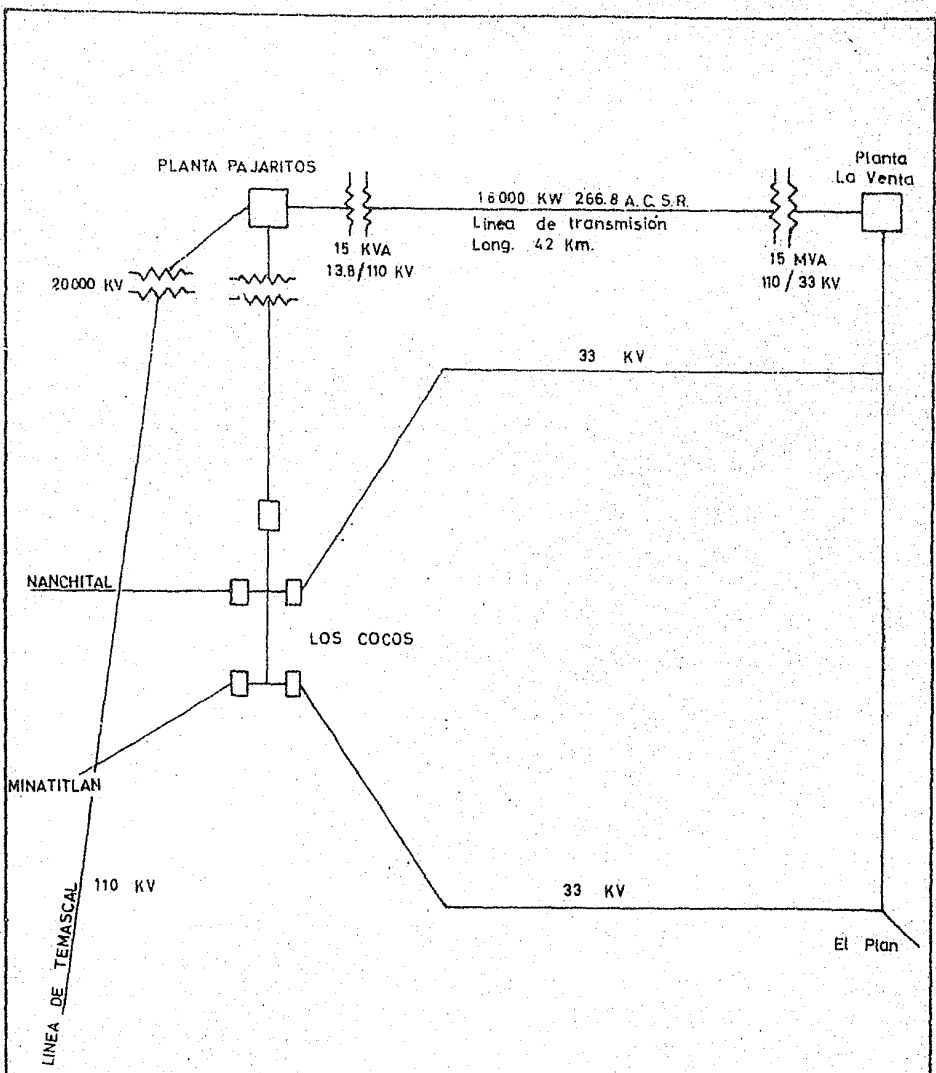 PLANTA PAJARITOS
Planta
La Venta
16000 KW 266.8 A.C.S.R.
Linea de transmisión
Long. 42 Km.
15 KVA
13.8/110 KV
15 MVA
110 / 33 KV
20000 KV
33 KV
NANCHITAL
LOS COCOS
MINATITLAN
110 KV
33 KV
El Plan
LINEA DE TEMASCAL